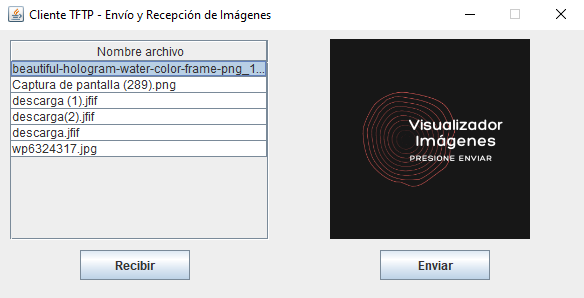 Cliente TFTP - Envío y Recepción de Imágenes
Nombre archivo
beautiful-hologram-water-color-frame-png_1...
Captura de pantalla (289).png
descarga (1).jfif
descarga(2).jfif
descarga.jfif
wp6324317.jpg
Visualizador
Imágenes
PRESIONE ENVIAR
Recibir
Enviar